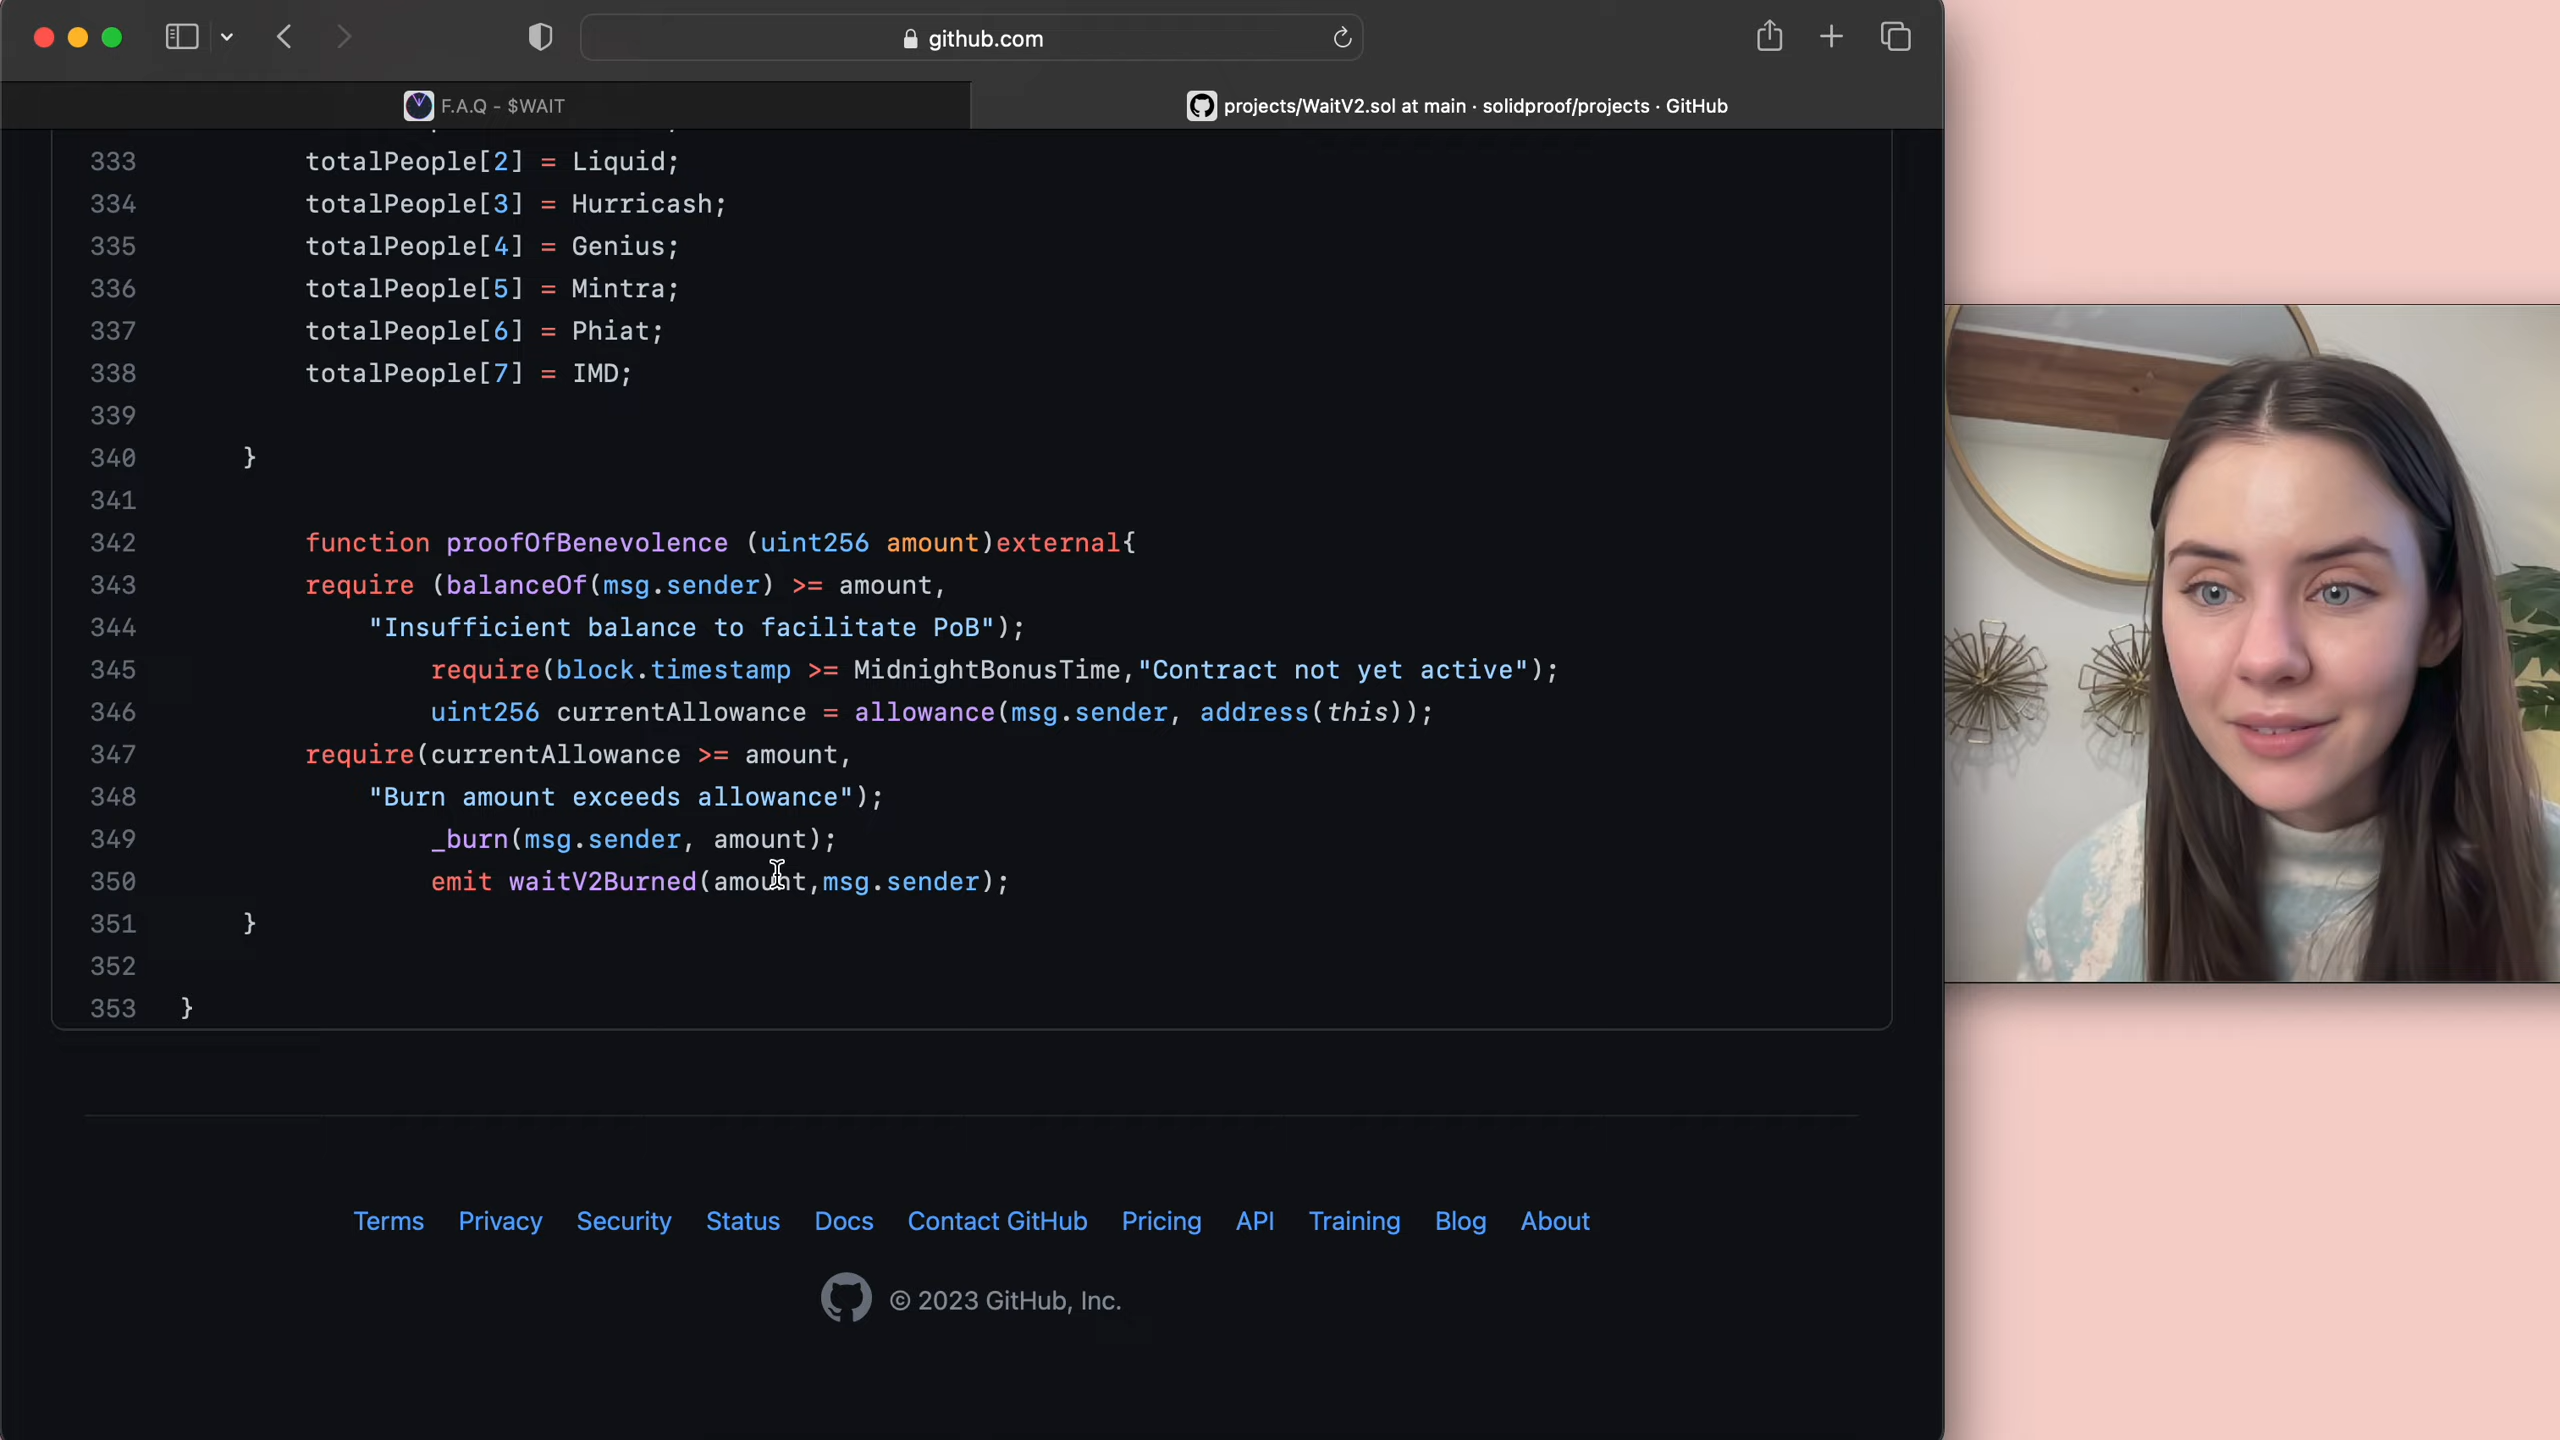 github.com
F.A.Q - $WAIT
projects/WaitV2.sol at main · solidproof/projects · GitHub
333 totalPeople[2] = Liquid;
334 totalPeople[3] = Hurricash;
335 totalPeople[4] = Genius;
336 totalPeople[5] = Mintra;
337 totalPeople[6] = Phiat;
338 totalPeople[7] = IMD;
339
340 }
341
342 function proofOfBenevolence (uint256 amount)external{
343 require (balanceOf(msg.sender) >= amount,
344 "Insufficient balance to facilitate PoB");
345 require(block.timestamp >= MidnightBonusTime,"Contract not yet active");
346 uint256 currentAllowance = allowance(msg.sender, address(this));
347 require(currentAllowance >= amount,
348 "Burn amount exceeds allowance");
349 _burn(msg.sender, amount);
350 emit waitV2Burned(amount,msg.sender);
351 }
352
353 }
Terms Privacy Security Status Docs Contact GitHub Pricing API Training Blog About
© 2023 GitHub, Inc.